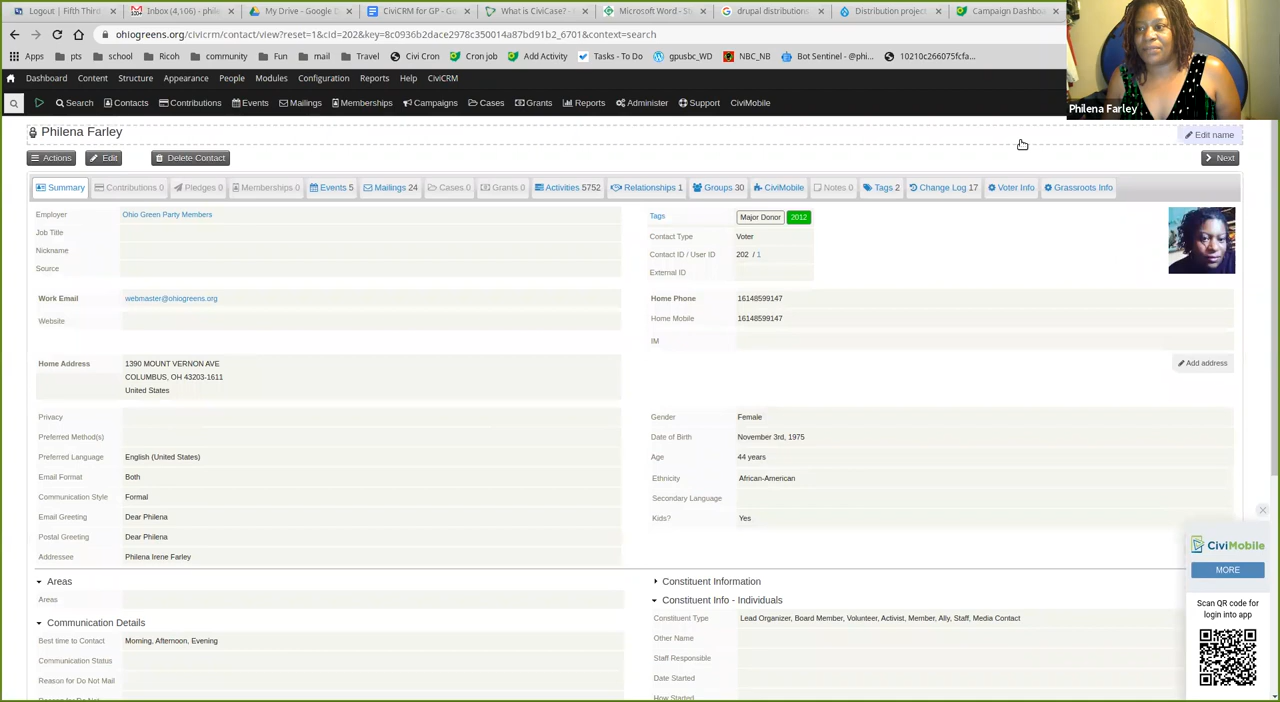 Logout | Fifth Third
Inbox (4,106) - phile
My Drive - Google D
CiviCRM for GP - Go
What is CiviCase? -
Microsoft Word - St
drupal distributions
Distribution project
Campaign Dashboa
ohiogreens.org/civicrm/contact/view?reset=1&cid=202&key=8c0936b2dace2976c350014a87bd91b2_6701&context=search
Apps pts school Ricoh community Fun mail Travel Civi Cron Cron job Add Activity Tasks - To Do gpusbc_WD NBC_NB Bot Sentinel - @phi... 10210c266075fcfa...
Dashboard Content Structure Appearance People Modules Configuration Reports Help CiviCRM
Search Contacts Contributions Events Mailings Memberships Campaigns Cases Grants Reports Administer Support CiviMobile
Philena Farley
Philena Farley
Edit name
Actions Edit Delete Contact Next
Summary Contributions 0 Pledges 0 Memberships 0 Events 5 Mailings 24 Cases 0 Grants 0 Activities 5752 Relationships 1 Groups 30 CiviMobile Notes 0 Tags 2 Change Log 17 Voter Info Grassroots Info
Employer Ohio Green Party Members
Job Title
Nickname
Source
Tags Major Donor 2012
Contact Type Voter
Contact ID / User ID 202 / 1
External ID
Work Email webmaster@ohiogreens.org
Website
Home Phone 16148599147
Home Mobile 16148599147
IM
Home Address 1390 MOUNT VERNON AVE
COLUMBUS, OH 43203-1611
United States
Add address
Privacy
Preferred Method(s)
Preferred Language English (United States)
Email Format Both
Communication Style Formal
Email Greeting Dear Philena
Postal Greeting Dear Philena
Addressee Philena Irene Farley
Gender Female
Date of Birth November 3rd, 1975
Age 44 years
Ethnicity African-American
Secondary Language
Kids? Yes
Areas
Areas
Communication Details
Best time to Contact Morning, Afternoon, Evening
Communication Status
Reason for Do Not Mail
Constituent Information
Constituent Info - Individuals
Constituent Type Lead Organizer, Board Member, Volunteer, Activist, Member, Ally, Staff, Media Contact
Other Name
Staff Responsible
Date Started
How Started
CiviMobile
MORE
Scan QR code for
login into app